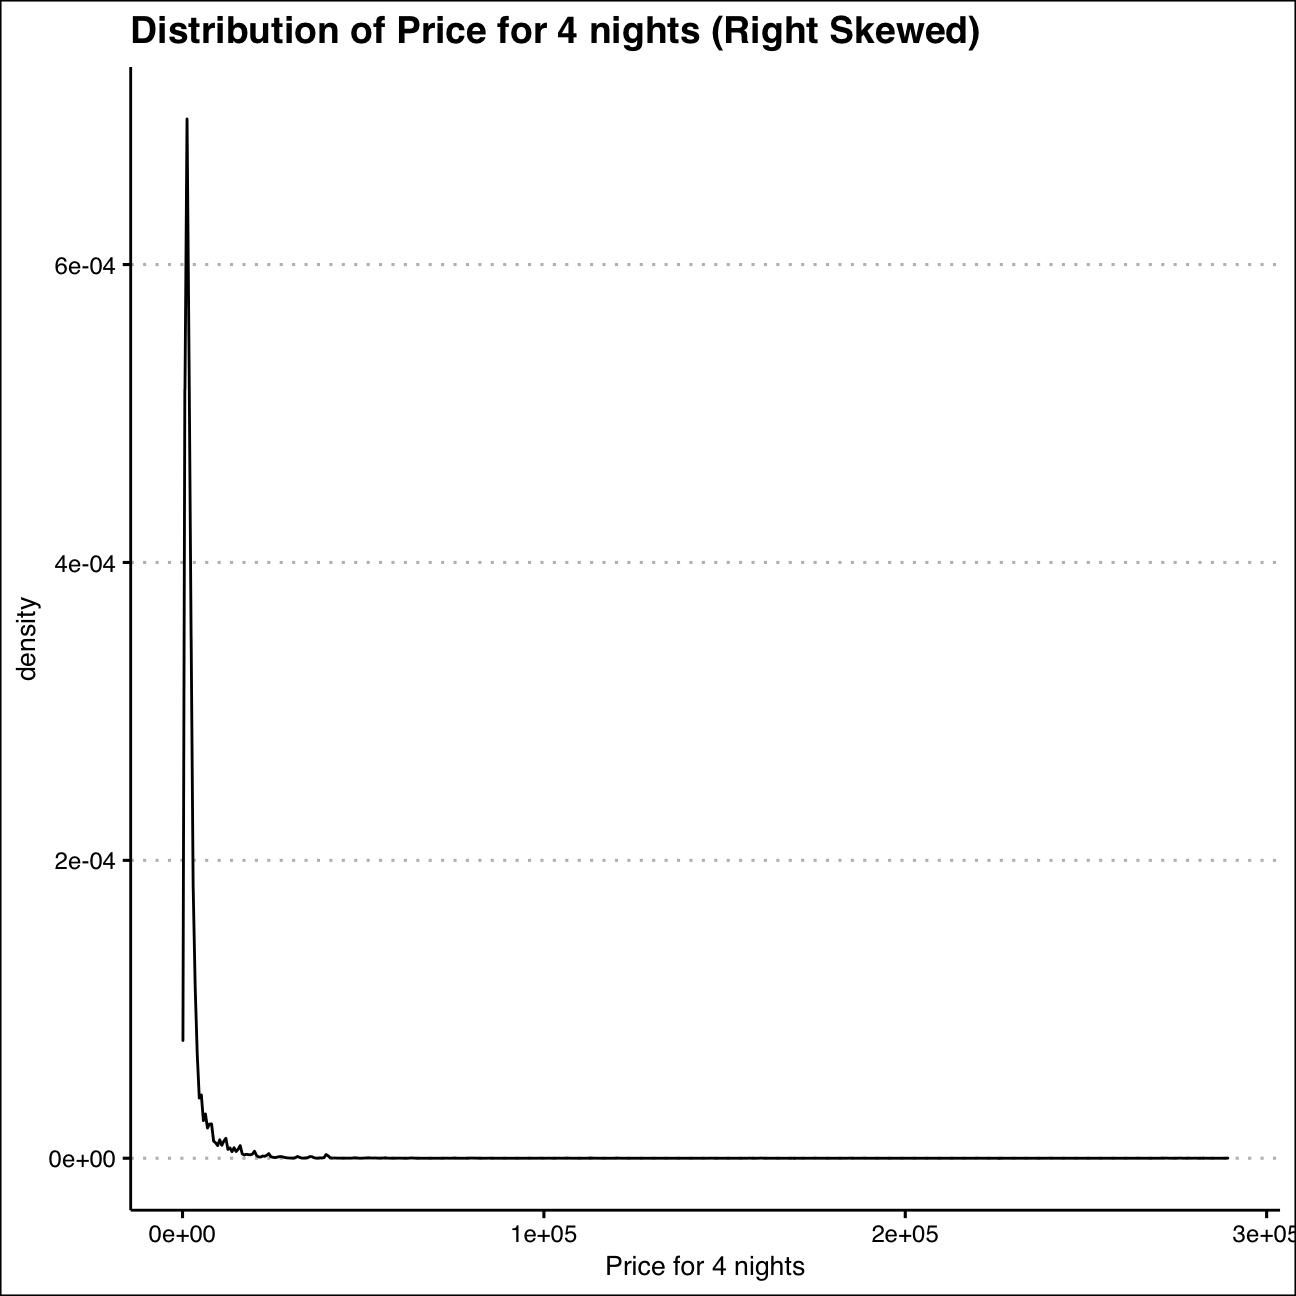 Distribution of Price for 4 nights (Right Skewed)
6e-04
4e-04
2e-04
0e+00
density
0e+00
1e+05
2e+05
3e+05
Price for 4 nights